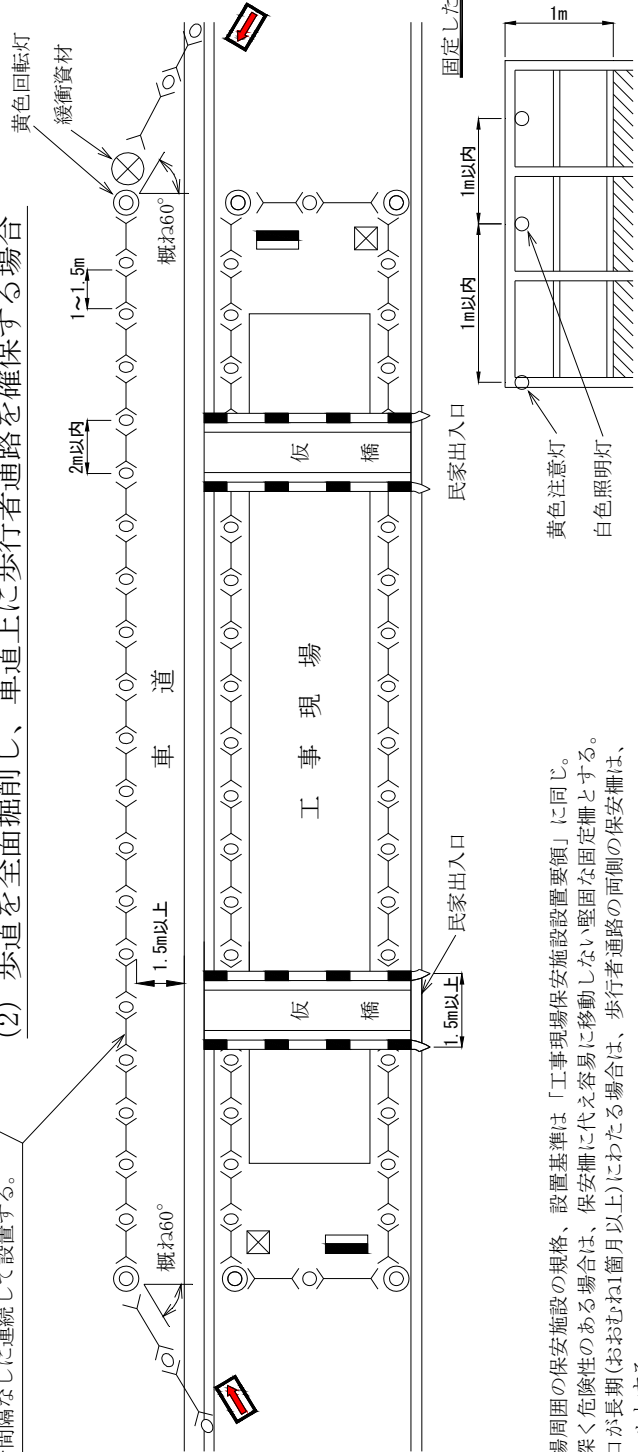 (2) 歩道を全面掘削し、車道上に歩行者通路を確保する場合
間隔なしに連続して設置する。
黄色回転灯
緩衝資材
概ね60°
概ね60°
1~1.5m
2m以内
1.5m以上
車道
工事現場
仮橋
仮橋
民家出入口
民家出入口
1.5m以上
固定した
1m
1m以内
1m以内
黄色注意灯
白色照明灯
場周囲の保安施設の規格、設置基準は「工事現場保安施設設置要領」に同じ。
深く危険性のある場合は、保安柵に代え容易に移動しない堅固な固定柵とする。
が長期(おおむね1箇月以上)にわたる場合は、歩行者通路の両側の保安柵は、